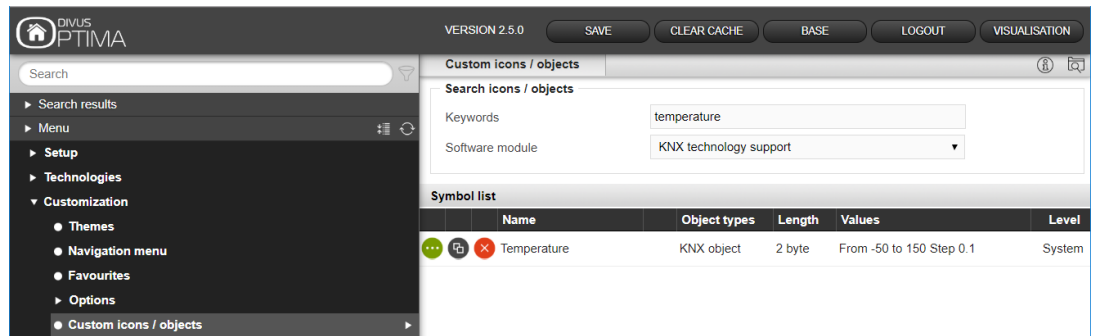 DIVUS
OPTIMA
VERSION 2.5.0 SAVE CLEAR CACHE BASE LOGOUT VISUALISATION
Search
Search results
Menu
Setup
Technologies
Customization
Themes
Navigation menu
Favourites
Options
Custom icons / objects
Custom icons / objects
Search icons / objects
Keywords temperature
Software module KNX technology support
Symbol list
Name Object types Length Values Level
Temperature KNX object 2 byte From -50 to 150 Step 0.1 System